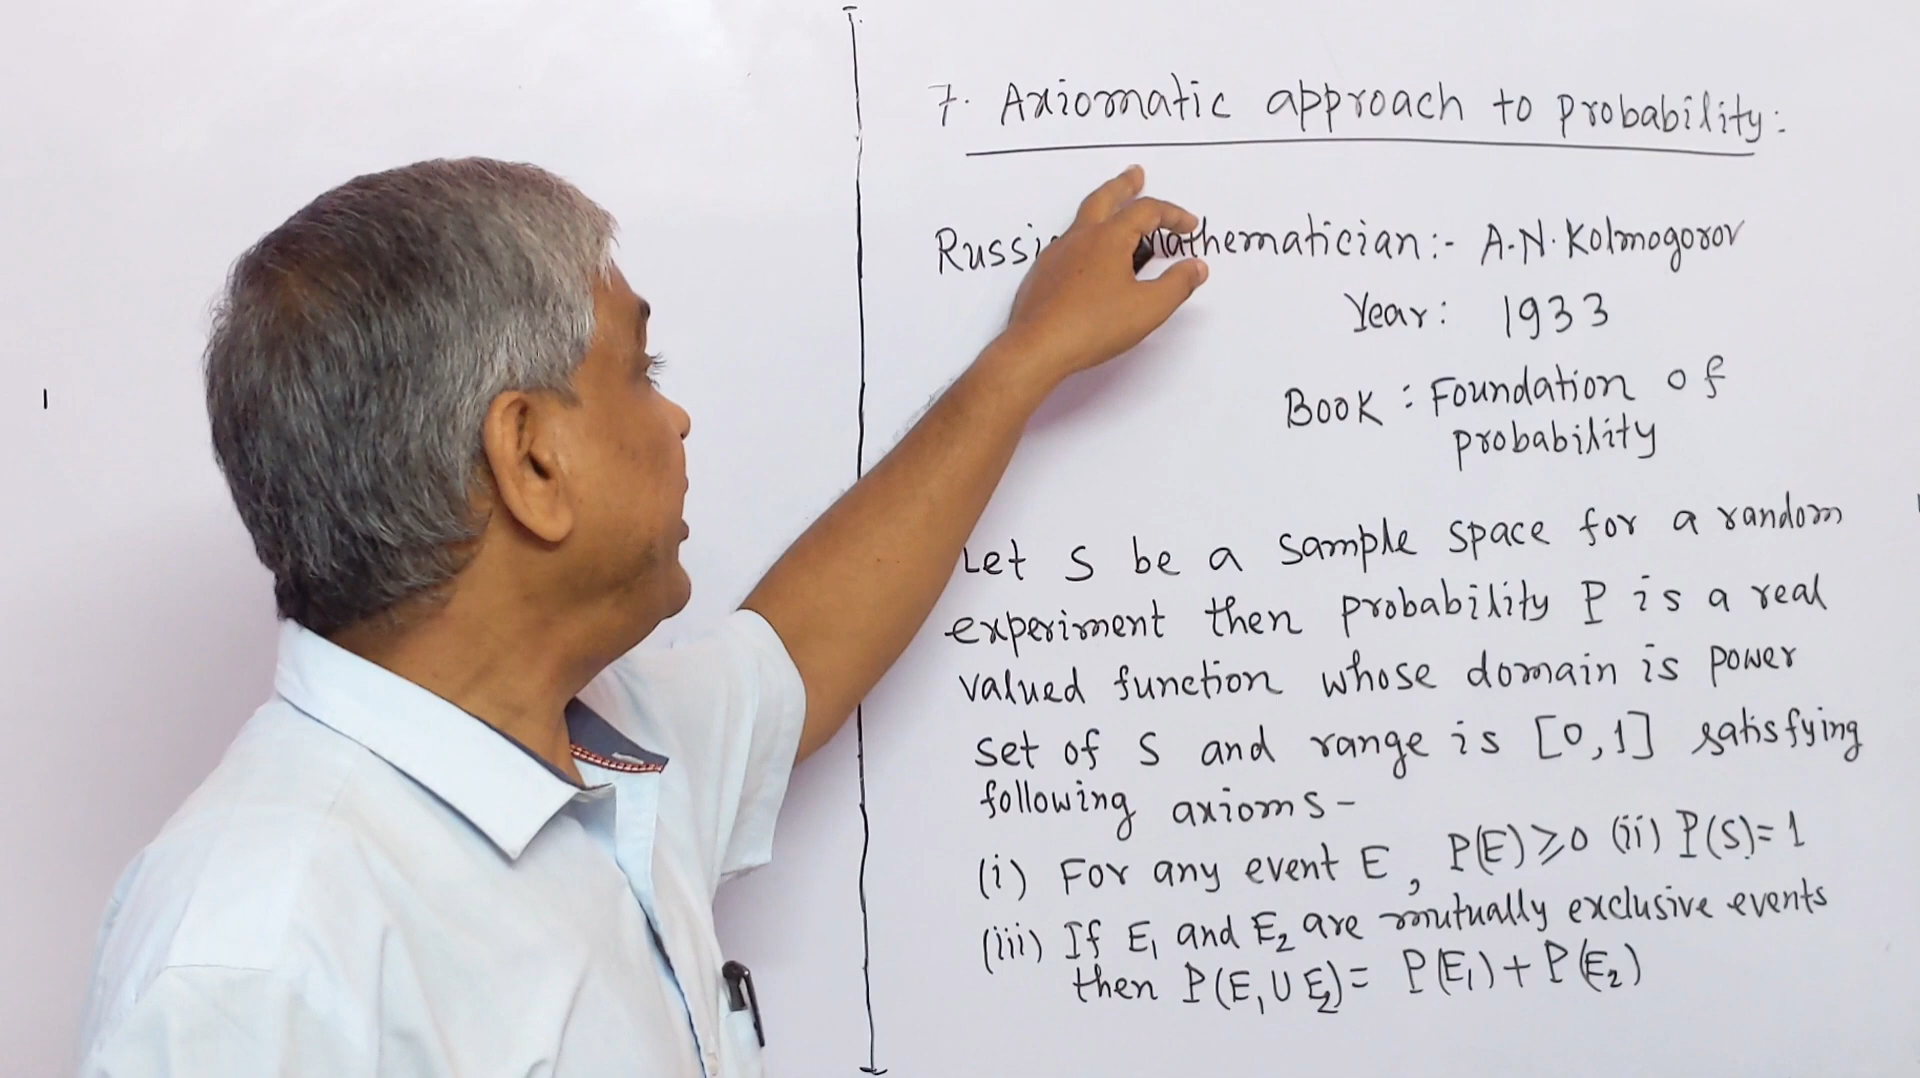 7. Axiomatic approach to probability:
Russi mathematician:- A.N.Kolmogorov
Year: 1933
Book : Foundation of
probability
Let S be a sample space for a random
experiment then probability P is a real
valued function whose domain is power
set of S and range is [0,1] satisfying
following axioms-
(i) For any event E, P(E)⩾0 (ii) P(S)=1
(iii) If E₁ and E₂ are mutually exclusive events
then P(E₁∪E₂)= P(E₁)+P(E₂)